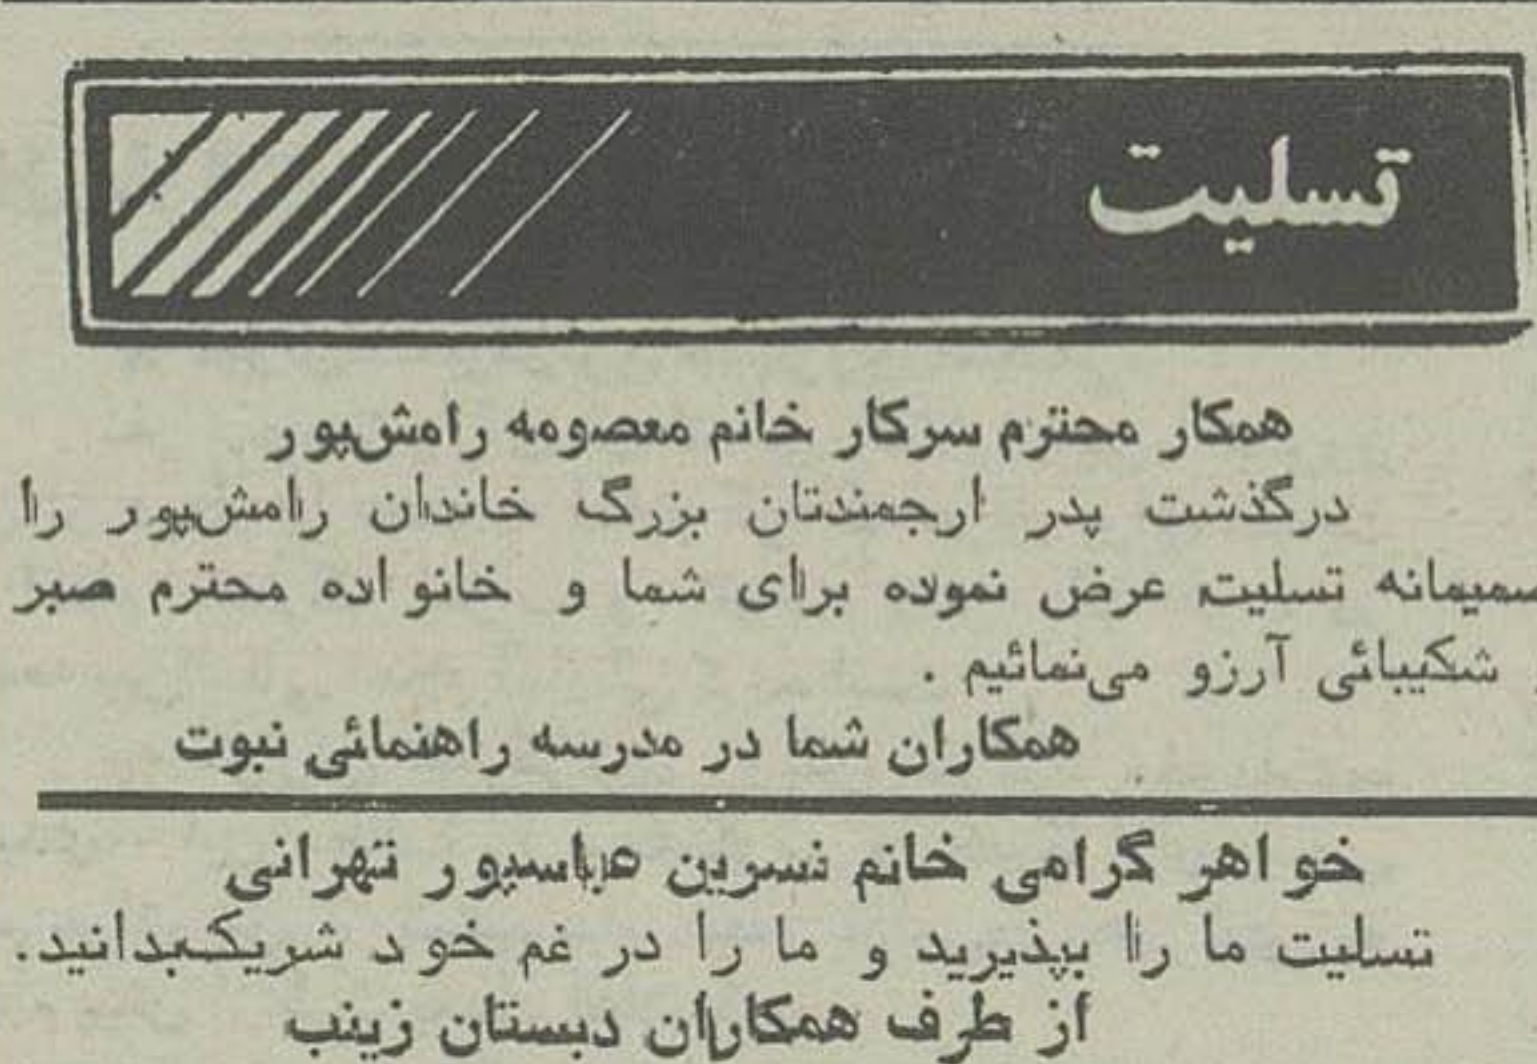 تسلیت
همکار محترم سرکار خانم معصومه رامش‌پور
درگذشت پدر ارجمندتان بزرگ خاندان رامش‌پور را
صمیمانه تسلیت عرض نموده برای شما و خانواده محترم صبر
شکیبائی آرزو می‌نمائیم .
همکاران شما در مدرسه راهنمائی نبوت
خواهر گرامی خانم نسرین عباسپور تهرانی
تسلیت ما را بپذیرید و ما را در غم خود شریک‌بدانید.
از طرف همکاران دبستان زینب